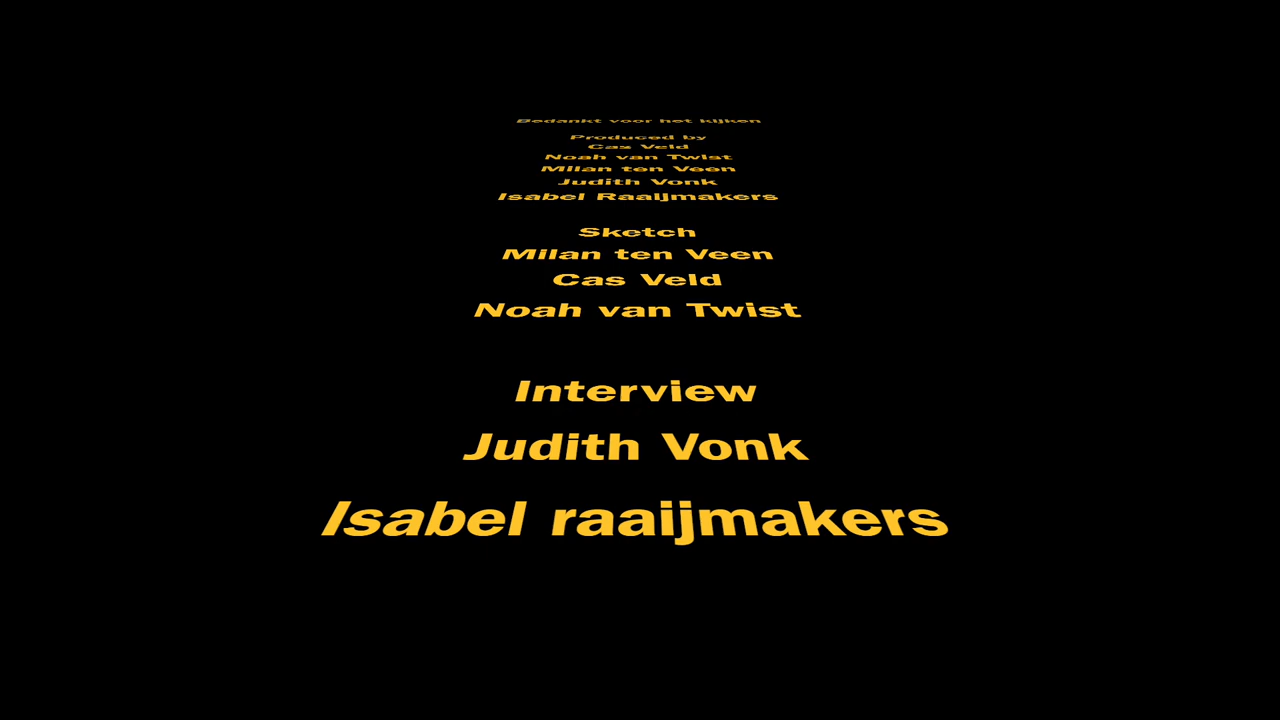 Bedankt voor het kijken
Produced by
Cas Veld
Noah van Twist
Milan ten Veen
Judith Vonk
Isabel Raaijmakers
Sketch
Milan ten Veen
Cas Veld
Noah van Twist
Interview
Judith Vonk
Isabel raaijmakers